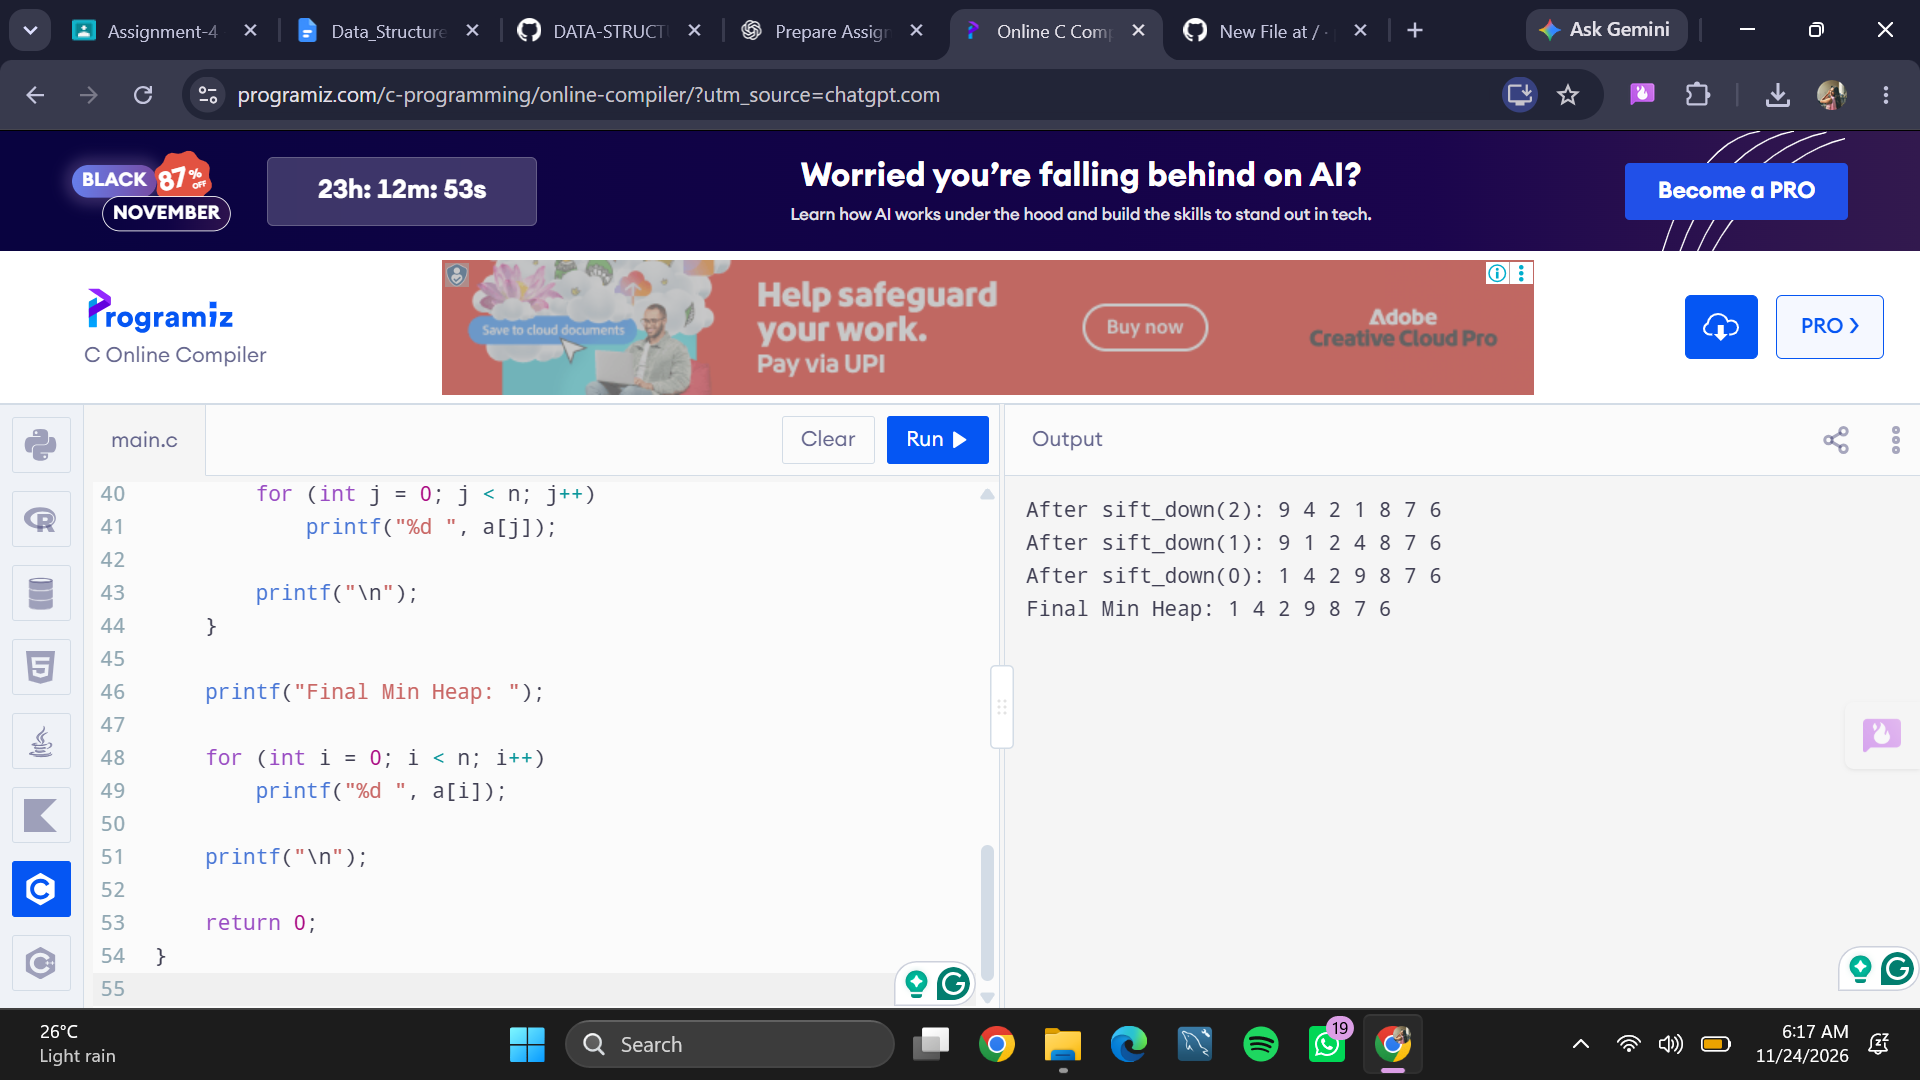 Assignment-4
Data_Structure
DATA-STRUCT
Prepare Assign
Online C Comp
New File at /
Ask Gemini
programiz.com/c-programming/online-compiler/?utm_source=chatgpt.com
BLACK
87% OFF
NOVEMBER
23h: 12m: 53s
Worried you’re falling behind on AI?
Learn how AI works under the hood and build the skills to stand out in tech.
Become a PRO
Programiz
C Online Compiler
Save to cloud documents
Help safeguard
your work.
Pay via UPI
Buy now
Adobe
Creative Cloud Pro
PRO
main.c
Clear
Run
Output
40 for (int j = 0; j < n; j++)
41 printf("%d ", a[j]);
42
43 printf("\n");
44 }
45
46 printf("Final Min Heap: ");
47
48 for (int i = 0; i < n; i++)
49 printf("%d ", a[i]);
50
51 printf("\n");
52
53 return 0;
54 }
55
After sift_down(2): 9 4 2 1 8 7 6
After sift_down(1): 9 1 2 4 8 7 6
After sift_down(0): 1 4 2 9 8 7 6
Final Min Heap: 1 4 2 9 8 7 6
26°C
Light rain
Search
19
6:17 AM
11/24/2026